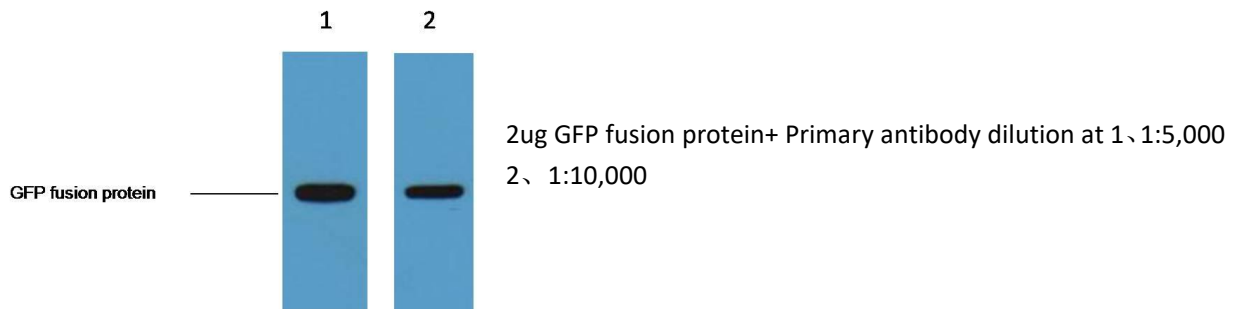 1 2
2ug GFP fusion protein+ Primary antibody dilution at 1、1:5,000
2、 1:10,000
GFP fusion protein